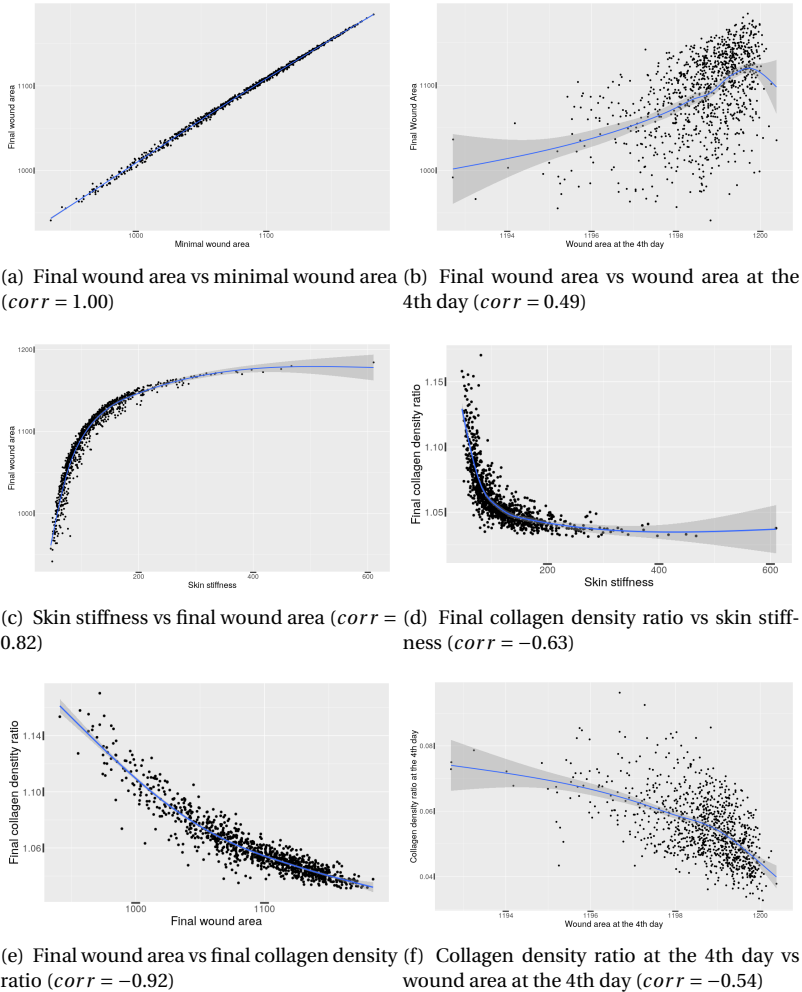 Final wound area
1100
1000
1000
1100
Minimal wound area
Final Wound Area
1100
1000
1194
1196
1198
1200
Wound area at the 4th day
(a) Final wound area vs minimal wound area
(corr = 1.00)
(b) Final wound area vs wound area at the
4th day (corr = 0.49)
Final wound area
1200
1100
1000
200
400
600
Skin stiffness
Final collagen density ratio
1.15
1.10
1.05
200
400
600
Skin stiffness
(c) Skin stiffness vs final wound area (corr =
0.82)
(d) Final collagen density ratio vs skin stiff-
ness (corr = −0.63)
Final collagen denstity ratio
1.14
1.10
1.06
1000
1100
Final wound area
Collagen density ratio at the 4th day
0.08
0.06
0.04
1194
1196
1198
1200
Wound area at the 4th day
(e) Final wound area vs final collagen density
ratio (corr = −0.92)
(f) Collagen density ratio at the 4th day vs
wound area at the 4th day (corr = −0.54)